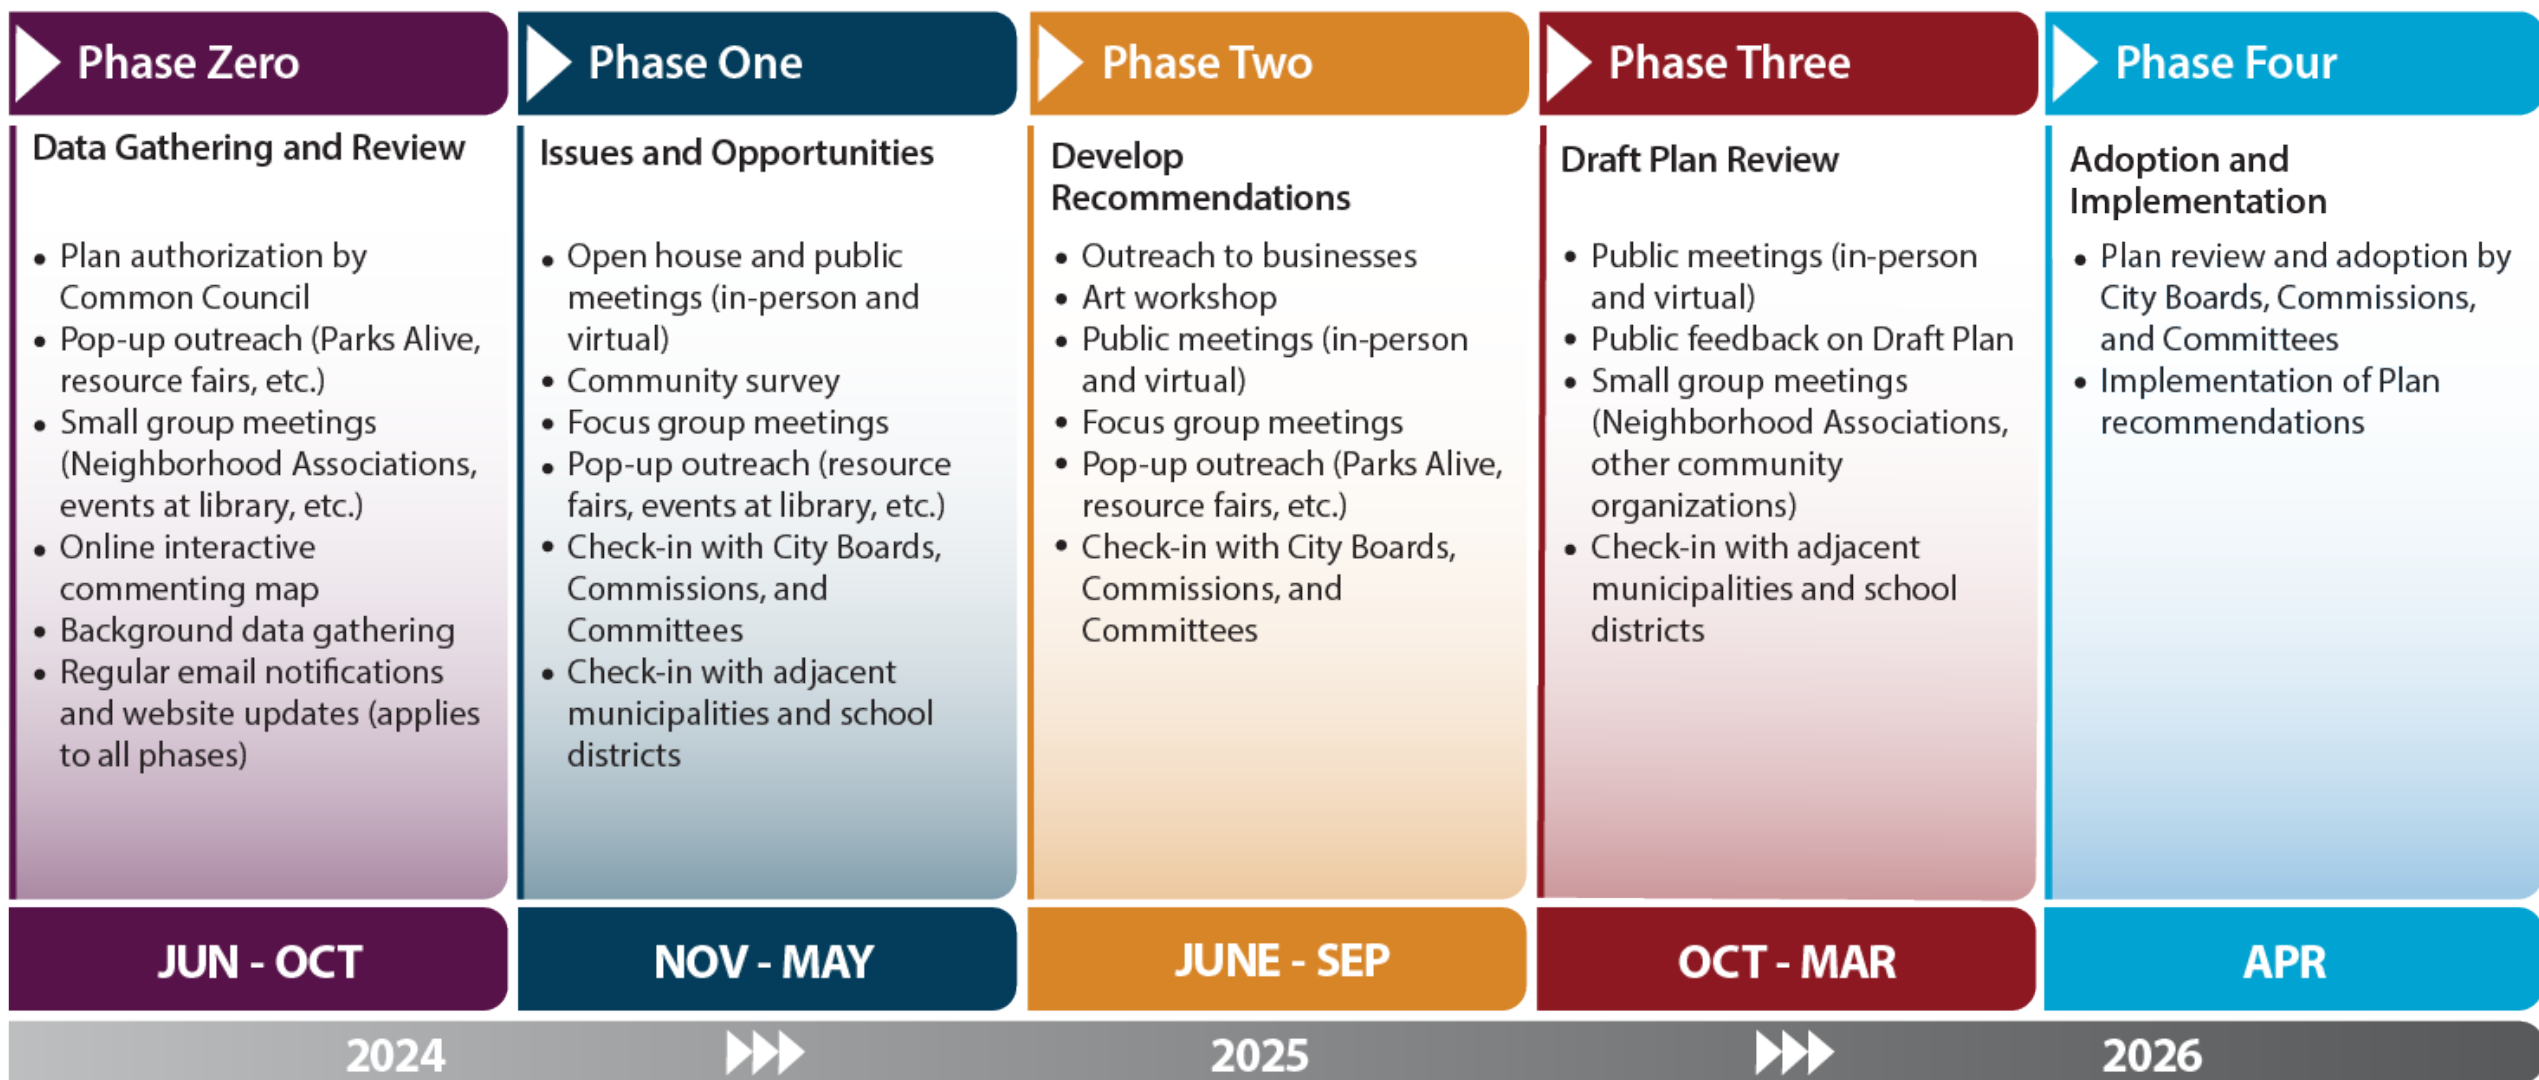 Phase Zero
Data Gathering and Review
• Plan authorization by
Common Council
• Pop-up outreach (Parks Alive,
resource fairs, etc.)
• Small group meetings
(Neighborhood Associations,
events at library, etc.)
• Online interactive
commenting map
• Background data gathering
• Regular email notifications
and website updates (applies
to all phases)
JUN - OCT
Phase One
Issues and Opportunities
• Open house and public
meetings (in-person and
virtual)
• Community survey
• Focus group meetings
• Pop-up outreach (resource
fairs, events at library, etc.)
• Check-in with City Boards,
Commissions, and
Committees
• Check-in with adjacent
municipalities and school
districts
NOV - MAY
Phase Two
Develop
Recommendations
• Outreach to businesses
• Art workshop
• Public meetings (in-person
and virtual)
• Focus group meetings
• Pop-up outreach (Parks Alive,
resource fairs, etc.)
• Check-in with City Boards,
Commissions, and
Committees
JUNE - SEP
Phase Three
Draft Plan Review
• Public meetings (in-person
and virtual)
• Public feedback on Draft Plan
• Small group meetings
(Neighborhood Associations,
other community
organizations)
• Check-in with adjacent
municipalities and school
districts
OCT - MAR
Phase Four
Adoption and
Implementation
• Plan review and adoption by
City Boards, Commissions,
and Committees
• Implementation of Plan
recommendations
APR
2024
2025
2026